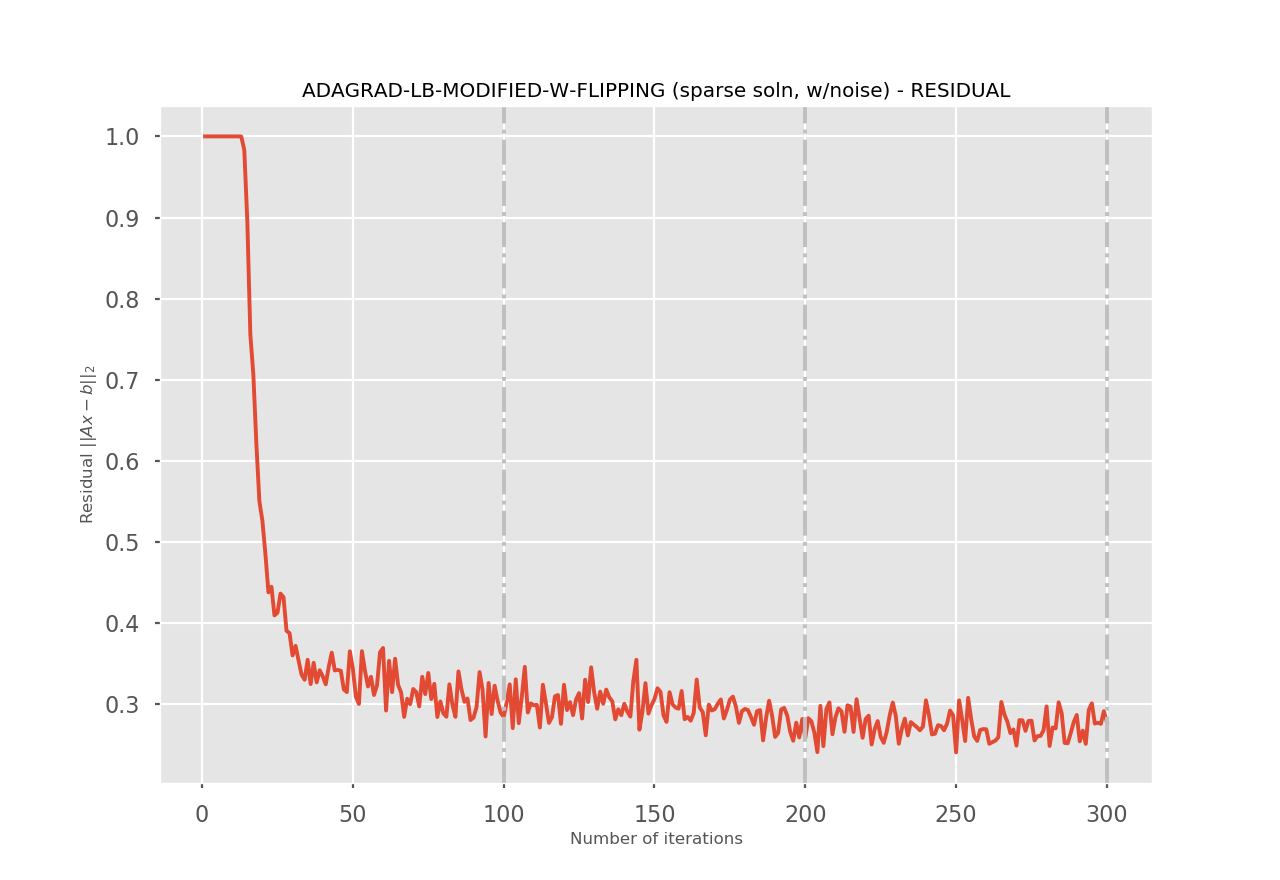 ADAGRAD-LB-MODIFIED-W-FLIPPING (sparse soln, w/noise) - RESIDUAL
1.0
0.9
0.8
0.7
0.6
0.5
0.4
0.3
Residual ||Ax − b||₂
0 50 100 150 200 250 300
Number of iterations